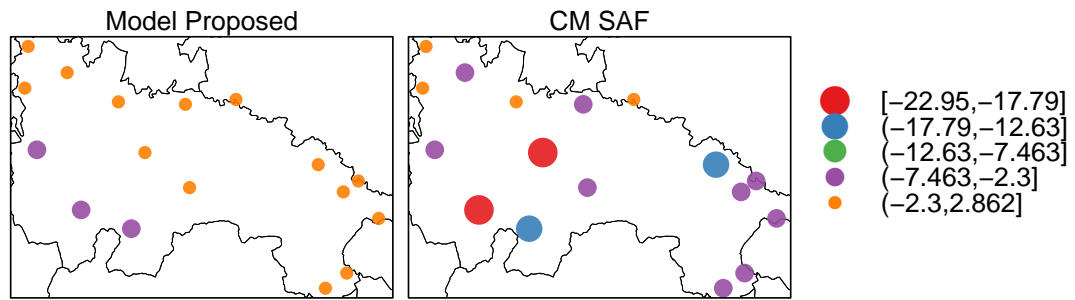 Model Proposed
CM SAF
[−22.95,−17.79]
(−17.79,−12.63]
(−12.63,−7.463]
(−7.463,−2.3]
(−2.3,2.862]